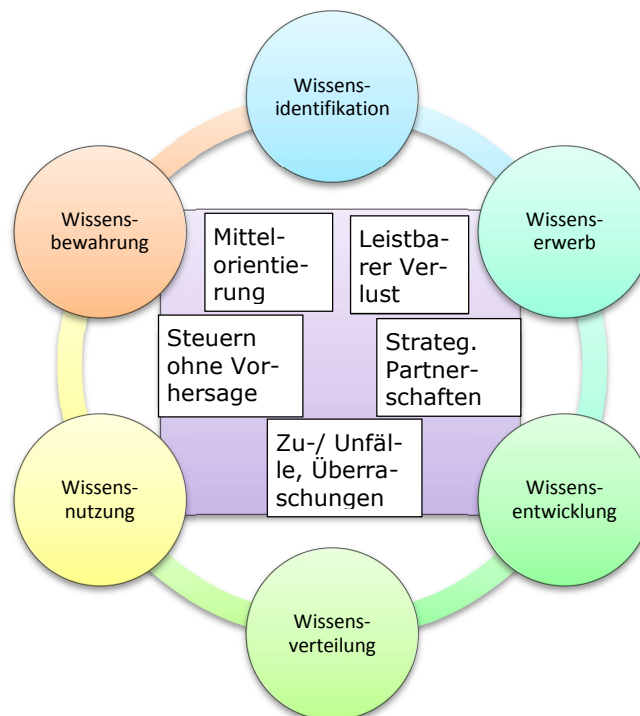 Wissens-
identifikation
Wissens-
bewahrung
Wissens-
erwerb
Mittel-
orientie-
rung
Leistba-
rer Ver-
lust
Steuern
ohne Vor-
hersage
Strateg.
Partner-
schaften
Zu-/ Unfäl-
le, Überra-
schungen
Wissens-
nutzung
Wissens-
entwicklung
Wissens-
verteilung